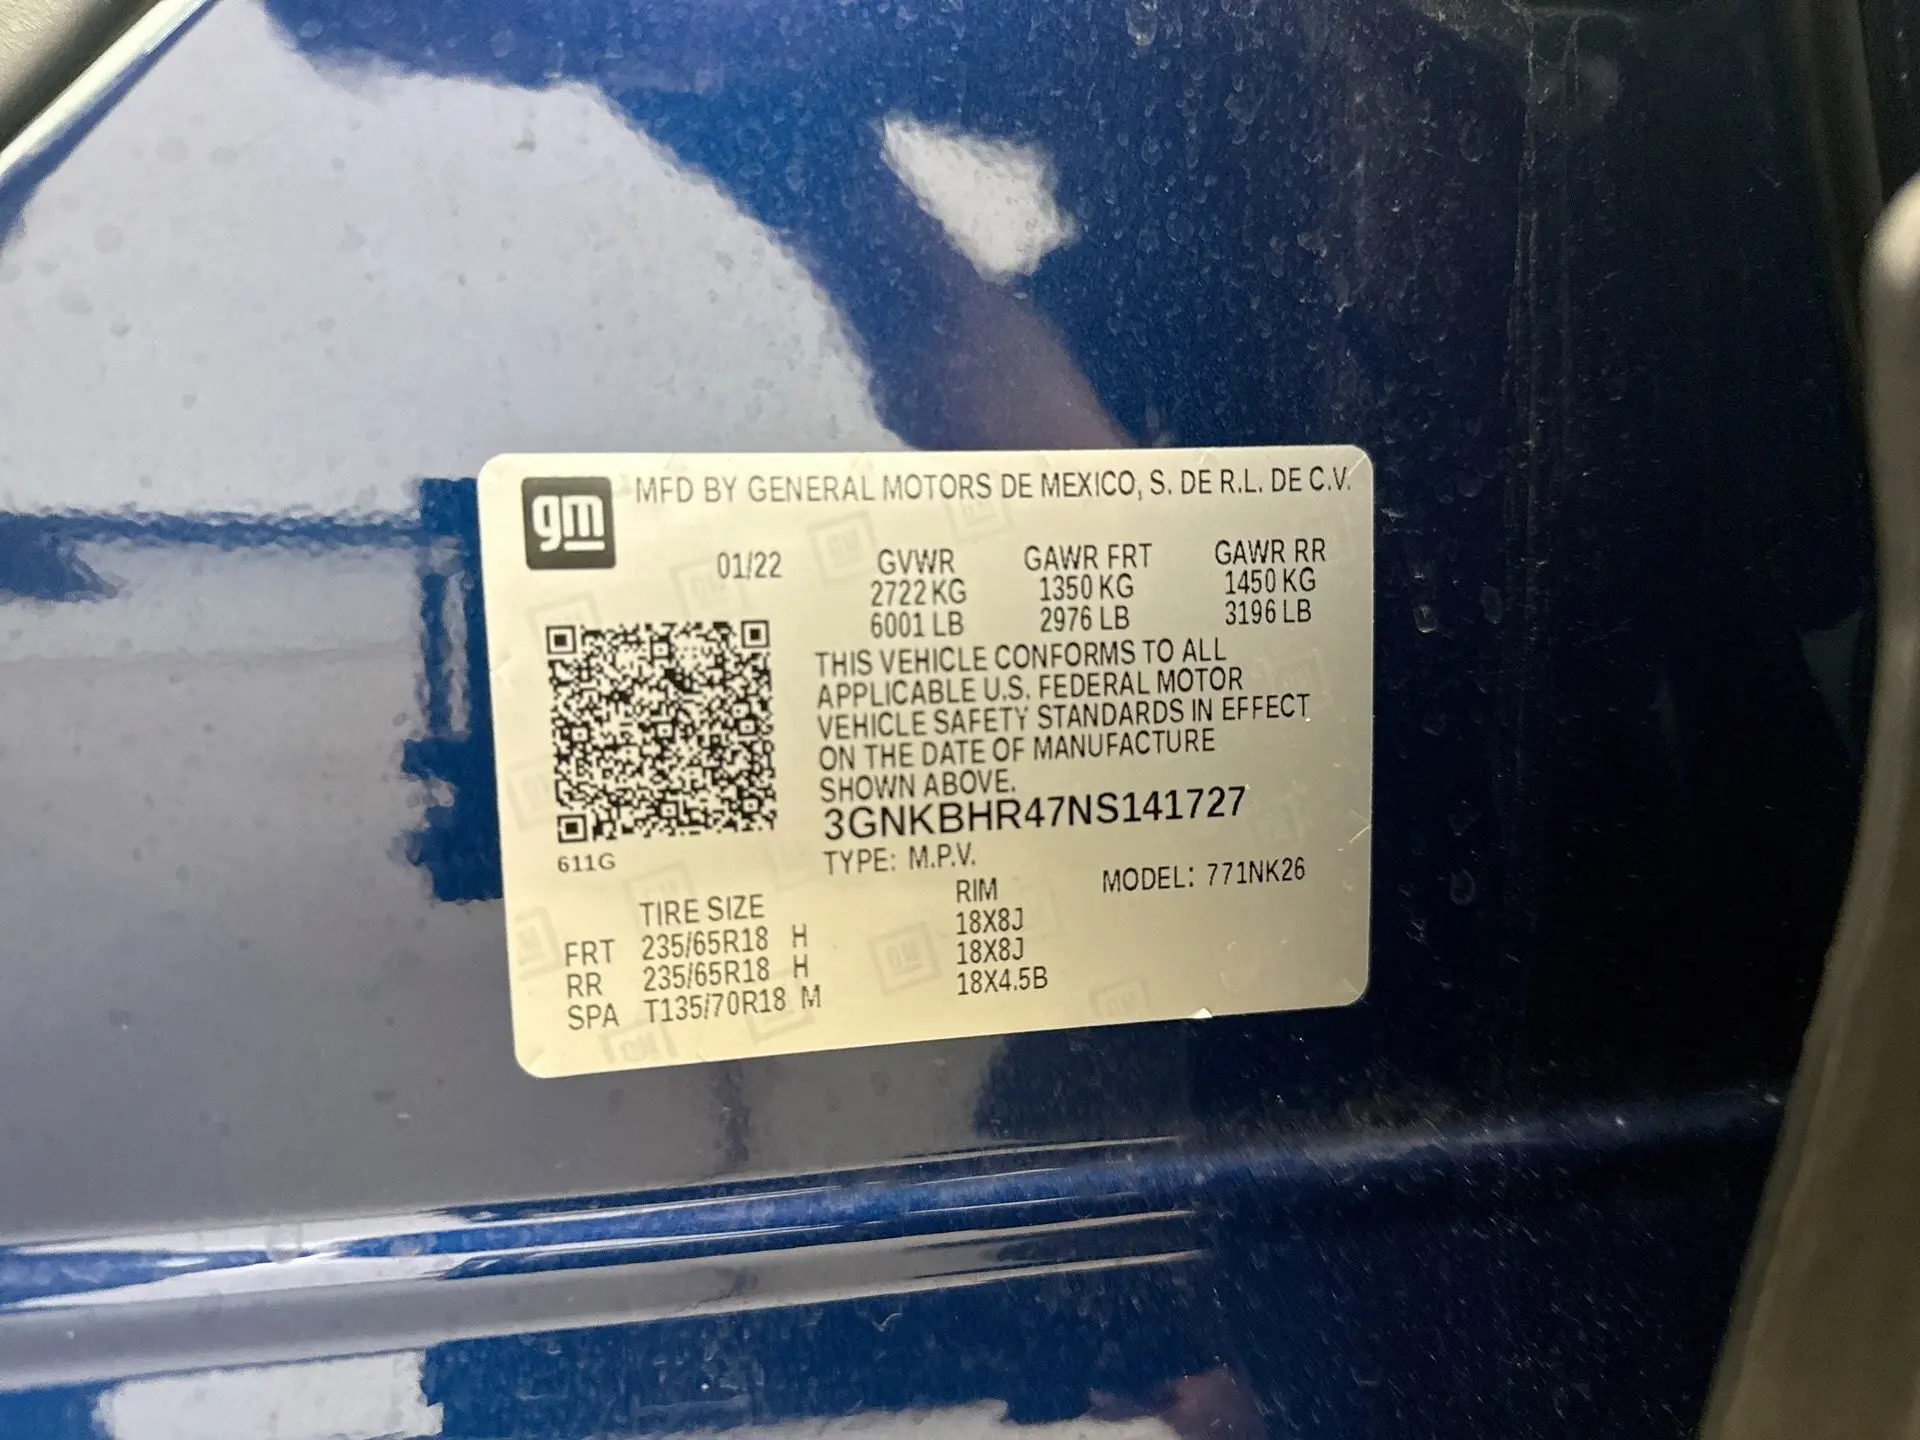 gm
MFD BY GENERAL MOTORS DE MEXICO, S. DE R.L. DE C.V.
01/22 GVWR GAWR FRT GAWR RR
2722 KG 1350 KG 1450 KG
6001 LB 2976 LB 3196 LB
THIS VEHICLE CONFORMS TO ALL
APPLICABLE U.S. FEDERAL MOTOR
VEHICLE SAFETY STANDARDS IN EFFECT
ON THE DATE OF MANUFACTURE
SHOWN ABOVE.
3GNKBHR47NS141727
611G
TYPE: M.P.V. MODEL: 771NK26
TIRE SIZE RIM
FRT 235/65R18 H 18X8J
RR 235/65R18 H 18X8J
SPA T135/70R18 M 18X4.5B